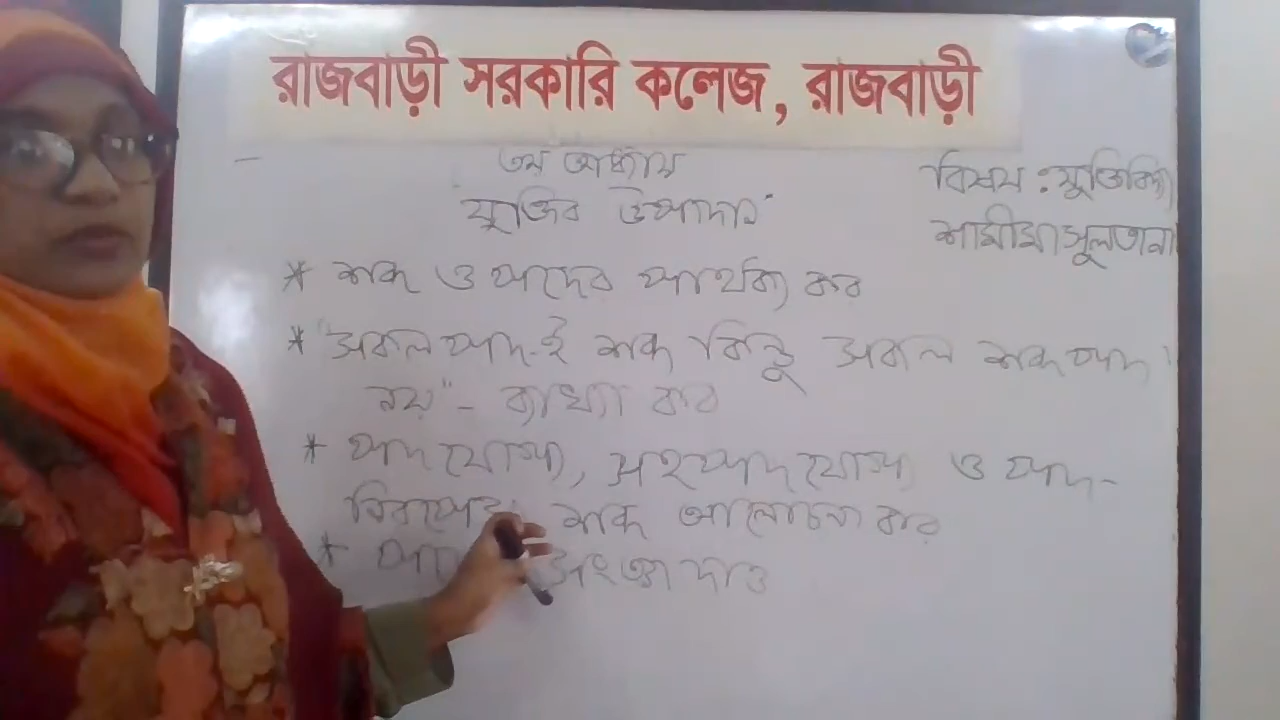 রাজবাড়ী সরকারি কলেজ, রাজবাড়ী
৩য় অধ্যায়
যুক্তির উপাদান
বিষয় : যুক্তিবিদ্যা
শামীমা সুলতানা
* শব্দ ও পদের পার্থক্য কর
* "সকল পদ-ই শব্দ কিন্তু সকল শব্দ পদ
নয়" - ব্যাখ্যা কর
* পদযোগ্য, সহপদযোগ্য ও পদ-
নিরপেক্ষ শব্দ আলোচনা কর
* সংজ্ঞা দাও